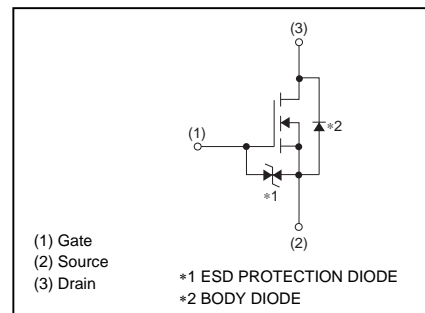 (3)
∗2
(1)
∗1
(2)
(1) Gate
(2) Source
(3) Drain
∗1 ESD PROTECTION DIODE
∗2 BODY DIODE